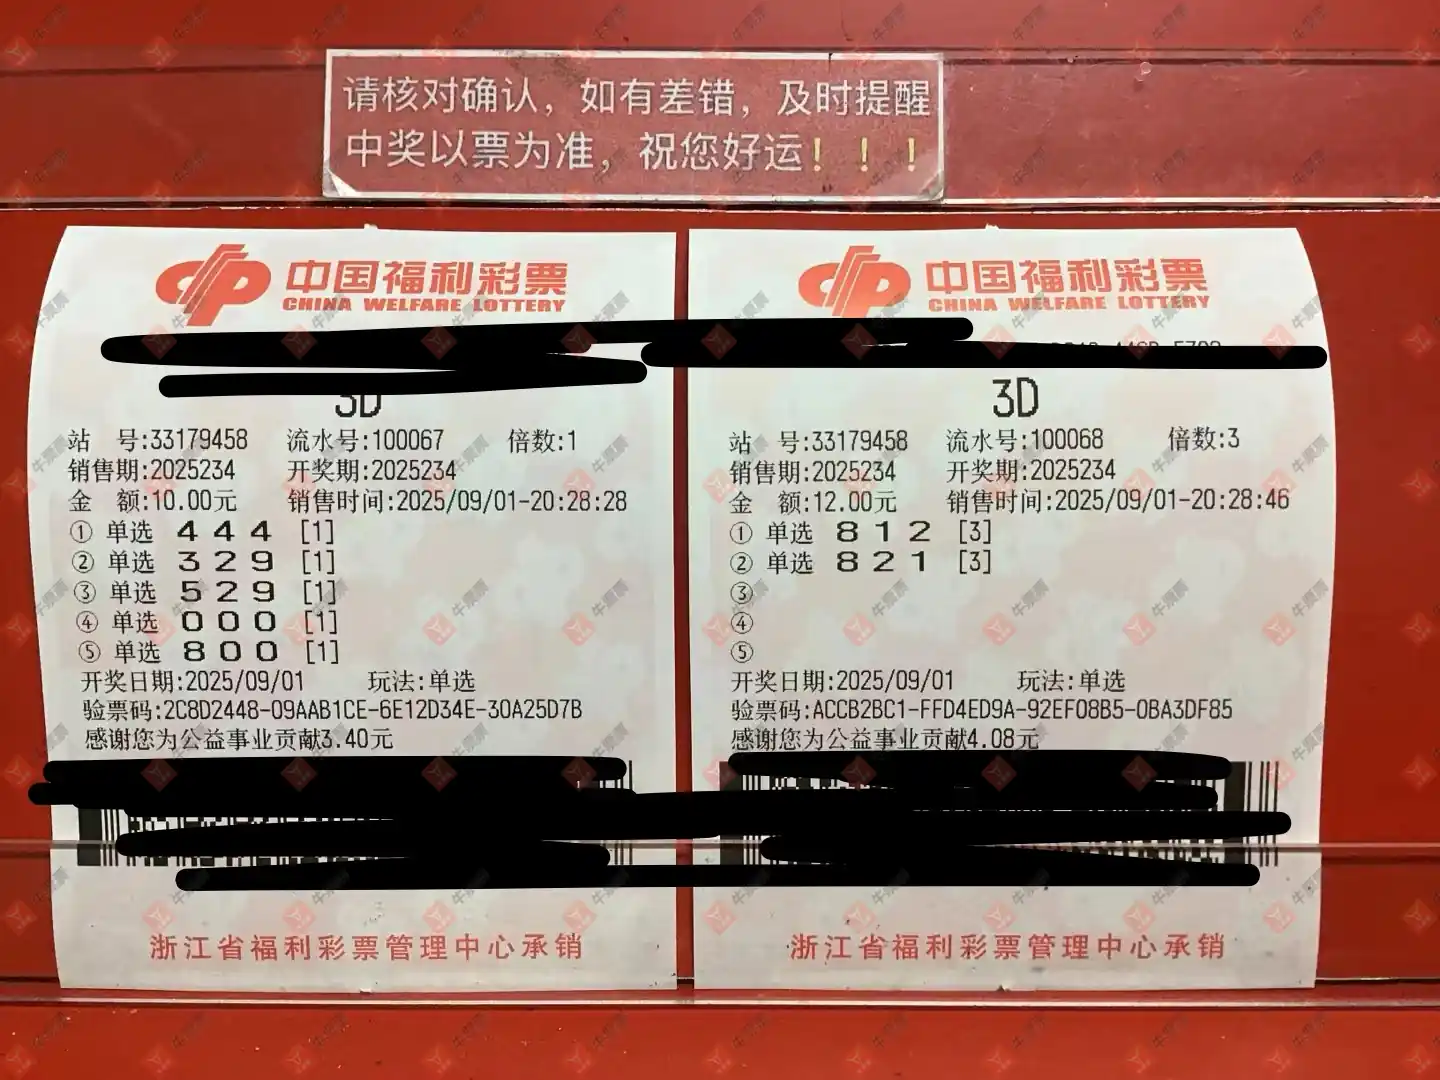 请核对确认，如有差错，及时提醒
中奖以票为准，祝您好运！！！
中国福利彩票
CHINA WELFARE LOTTERY
3D
站 号:33179458 流水号:100067 倍数:1
销售期:2025234 开奖期:2025234
金 额:10.00元 销售时间:2025/09/01-20:28:28
① 单选 4 4 4 [1]
② 单选 3 2 9 [1]
③ 单选 5 2 9 [1]
④ 单选 0 0 0 [1]
⑤ 单选 8 0 0 [1]
开奖日期:2025/09/01 玩法:单选
验票码:2C8D2448-09AAB1CE-6E12D34E-30A25D7B
感谢您为公益事业贡献3.40元
浙江省福利彩票管理中心承销
中国福利彩票
CHINA WELFARE LOTTERY
3D
站 号:33179458 流水号:100068 倍数:3
销售期:2025234 开奖期:2025234
金 额:12.00元 销售时间:2025/09/01-20:28:46
① 单选 8 1 2 [3]
② 单选 8 2 1 [3]
③
④
⑤
开奖日期:2025/09/01 玩法:单选
验票码:ACCB2BC1-FFD4ED9A-92EF08B5-0BA3DF85
感谢您为公益事业贡献4.08元
浙江省福利彩票管理中心承销
牛票票